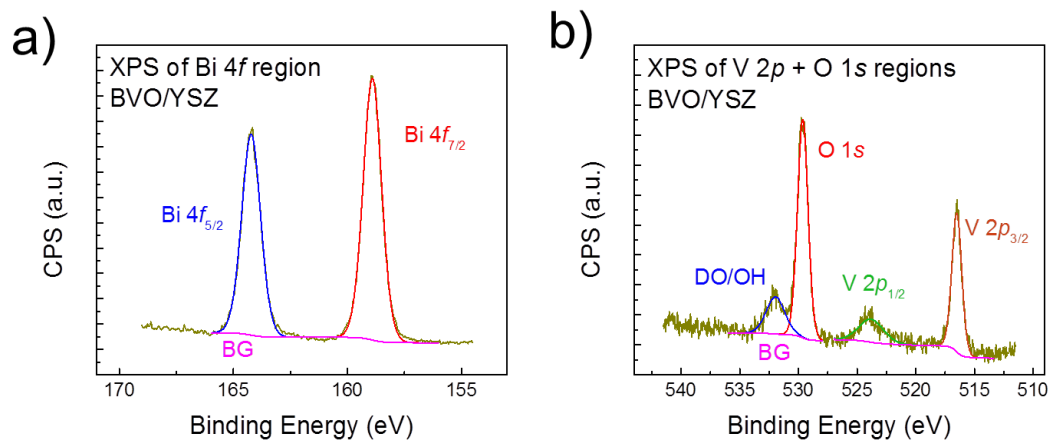 a)
XPS of Bi 4f region
BVO/YSZ
Bi 4f7/2
Bi 4f5/2
BG
CPS (a.u.)
170 165 160 155
Binding Energy (eV)
b)
XPS of V 2p + O 1s regions
BVO/YSZ
O 1s
V 2p3/2
DO/OH
V 2p1/2
BG
CPS (a.u.)
540 535 530 525 520 515 510
Binding Energy (eV)